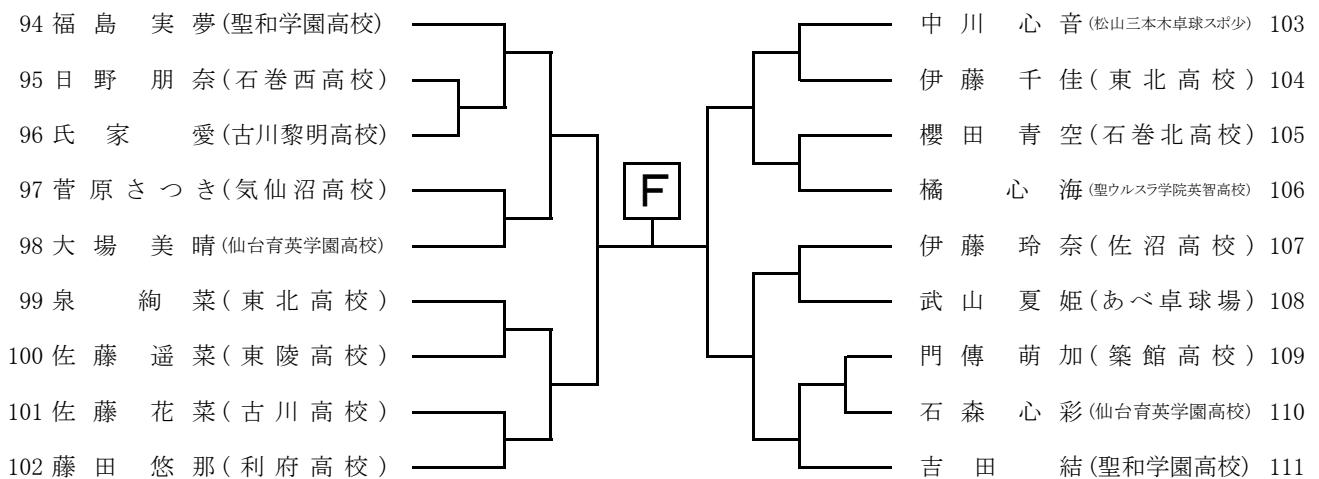 94 福島 実夢(聖和学園高校)
95 日野 朋奈(石巻西高校)
96 氏家 愛(古川黎明高校)
97 菅原さつき(気仙沼高校)
98 大場 美晴(仙台育英学園高校)
99 泉 絢菜(東北高校)
100 佐藤 遥菜(東陵高校)
101 佐藤 花菜(古川高校)
102 藤田 悠那(利府高校)
F
中川 心音(松山三本木卓球スポ少) 103
伊藤 千佳(東北高校) 104
櫻田 青空(石巻北高校) 105
橘 心海(聖ウルスラ学院英智高校) 106
伊藤 玲奈(佐沼高校) 107
武山 夏姫(あべ卓球場) 108
門傳 萌加(築館高校) 109
石森 心彩(仙台育英学園高校) 110
吉田 結(聖和学園高校) 111